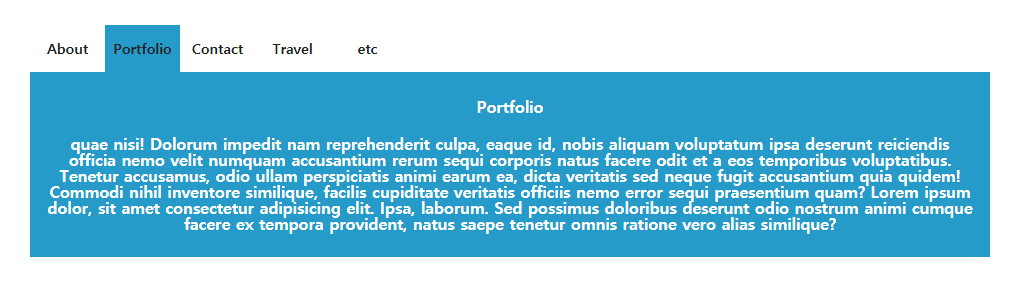 About Portfolio Contact Travel etc
Portfolio
quae nisi! Dolorum impedit nam reprehenderit culpa, eaque id, nobis aliquam voluptatum ipsa deserunt reiciendis
officia nemo velit numquam accusantium rerum sequi corporis natus facere odit et a eos temporibus voluptatibus.
Tenetur accusamus, odio ullam perspiciatis animi earum ea, dicta veritatis sed neque fugit accusantium quia quidem!
Commodi nihil inventore similique, facilis cupiditate veritatis officiis nemo error sequi praesentium quam? Lorem ipsum
dolor, sit amet consectetur adipisicing elit. Ipsa, laborum. Sed possimus doloribus deserunt odio nostrum animi cumque
facere ex tempora provident, natus saepe tenetur omnis ratione vero alias similique?